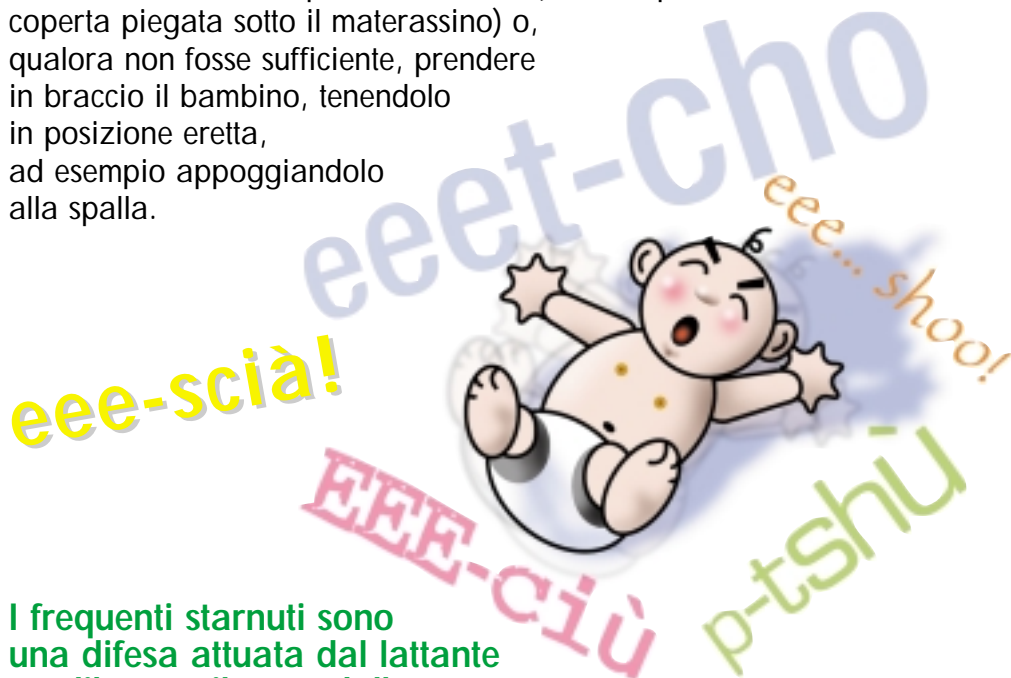 coperta piegata sotto il materassino) o,
qualora non fosse sufficiente, prendere
in braccio il bambino, tenendolo
in posizione eretta,
ad esempio appoggiandolo
alla spalla.
eeet-cho
eee... shoo!
eee-scià!
EEE-ciù
p-tshù
I frequenti starnuti sono
una difesa attuata dal lattante